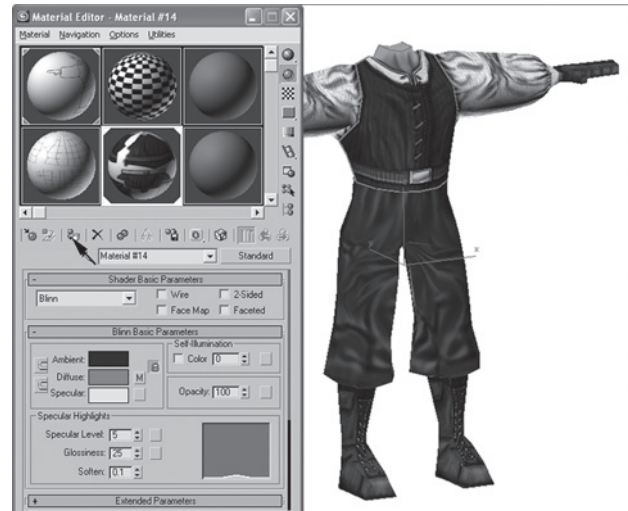 Material Editor - Material #14
Material Navigation Options Utilities
Material #14 Standard
- Shader Basic Parameters
Blinn Wire 2-Sided
Face Map Faceted
- Blinn Basic Parameters
Self-Illumination
Ambient: Color 0
Diffuse: M
Specular: Opacity: 100
Specular Highlights
Specular Level: 5
Glossiness: 25
Soften: 0.1
+ Extended Parameters
x